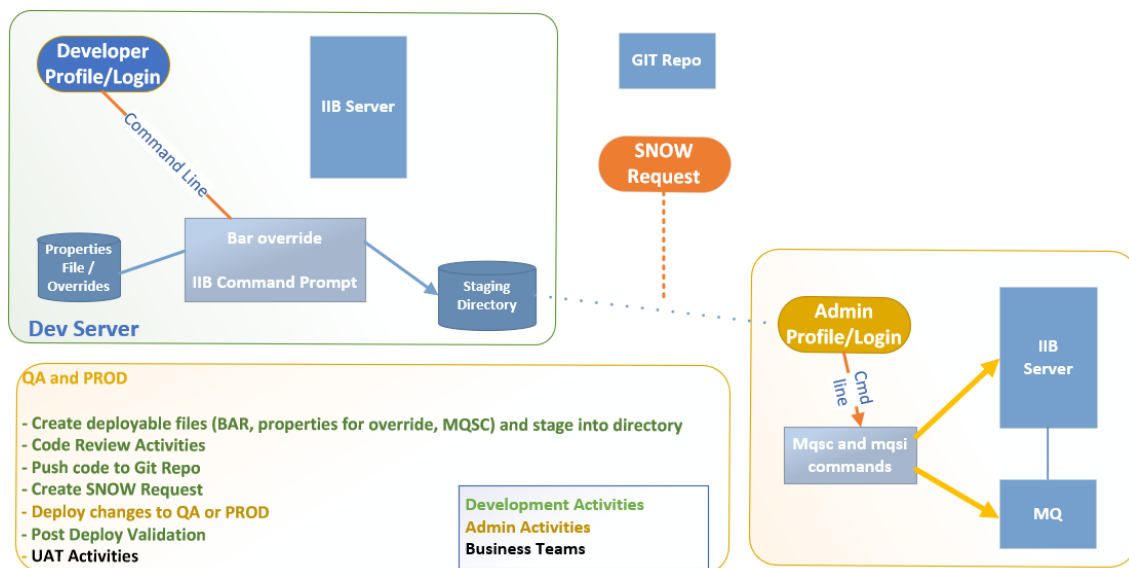 Developer
Profile/Login
IIB Server
Command Line
Bar override
IIB Command Prompt
Properties
File /
Overrides
Staging
Directory
Dev Server
GIT Repo
SNOW
Request
Admin
Profile/Login
Cmd
line
Mqsc and mqsi
commands
IIB
Server
MQ
QA and PROD
- Create deployable files (BAR, properties for override, MQSC) and stage into directory
- Code Review Activities
- Push code to Git Repo
- Create SNOW Request
- Deploy changes to QA or PROD
- Post Deploy Validation
- UAT Activities
Development Activities
Admin Activities
Business Teams